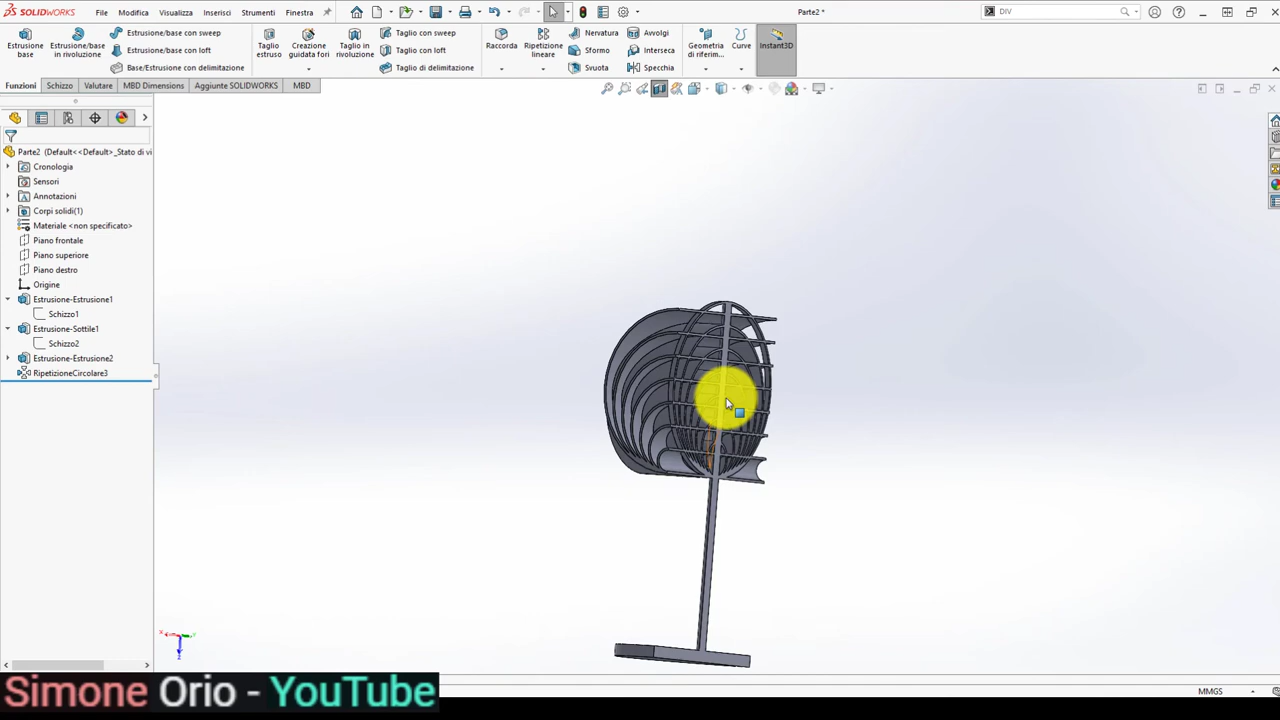 SOLIDWORKS File Modifica Visualizza Inserisci Strumenti Finestra Parte2 * DIV
Estrusione base
Estrusione/base in rivoluzione
Estrusione/base con sweep
Estrusione/base con loft
Base/Estrusione con delimitazione
Taglio estruso
Creazione guidata fori
Taglio in rivoluzione
Taglio con sweep
Taglio con loft
Taglio di delimitazione
Raccorda
Ripetizione lineare
Nervatura
Sformo
Svuota
Avvolgi
Interseca
Specchia
Geometria di riferim...
Curve
Instant3D
Funzioni Schizzo Valutare MBD Dimensions Aggiunte SOLIDWORKS MBD
Parte2 (Default<<Default>_Stato di vi
Cronologia
Sensori
Annotazioni
Corpi solidi(1)
Materiale <non specificato>
Piano frontale
Piano superiore
Piano destro
Origine
Estrusione-Estrusione1
Schizzo1
Estrusione-Sottile1
Schizzo2
Estrusione-Estrusione2
RipetizioneCircolare3
Simone Orio - YouTube
MMGS